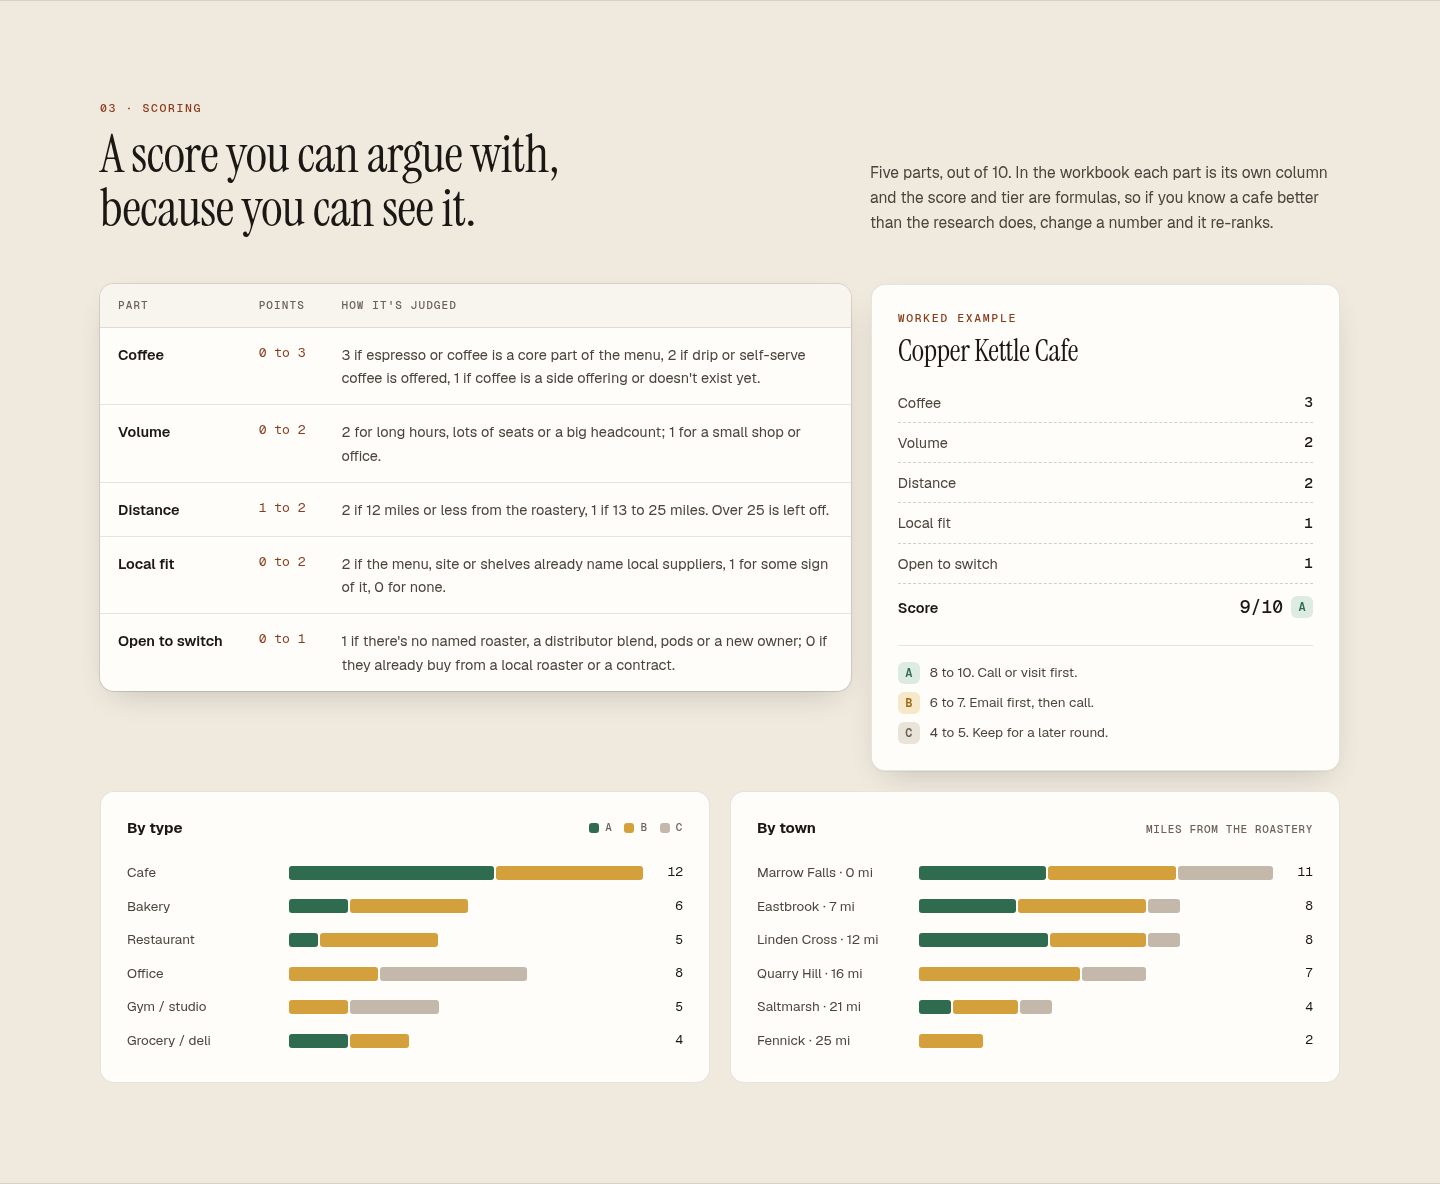 03 · SCORING
A score you can argue with,
because you can see it.
Five parts, out of 10. In the workbook each part is its own column
and the score and tier are formulas, so if you know a cafe better
than the research does, change a number and it re-ranks.
PART POINTS HOW IT'S JUDGED
Coffee 0 to 3 3 if espresso or coffee is a core part of the menu, 2 if drip or self-serve
coffee is offered, 1 if coffee is a side offering or doesn't exist yet.
Volume 0 to 2 2 for long hours, lots of seats or a big headcount; 1 for a small shop or
office.
Distance 1 to 2 2 if 12 miles or less from the roastery, 1 if 13 to 25 miles. Over 25 is left off.
Local fit 0 to 2 2 if the menu, site or shelves already name local suppliers, 1 for some sign
of it, 0 for none.
Open to switch 0 to 1 1 if there's no named roaster, a distributor blend, pods or a new owner; 0 if
they already buy from a local roaster or a contract.
WORKED EXAMPLE
Copper Kettle Cafe
Coffee 3
Volume 2
Distance 2
Local fit 1
Open to switch 1
Score 9/10 A
A 8 to 10. Call or visit first.
B 6 to 7. Email first, then call.
C 4 to 5. Keep for a later round.
By type A B C
Cafe 12
Bakery 6
Restaurant 5
Office 8
Gym / studio 5
Grocery / deli 4
By town MILES FROM THE ROASTERY
Marrow Falls · 0 mi 11
Eastbrook · 7 mi 8
Linden Cross · 12 mi 8
Quarry Hill · 16 mi 7
Saltmarsh · 21 mi 4
Fennick · 25 mi 2